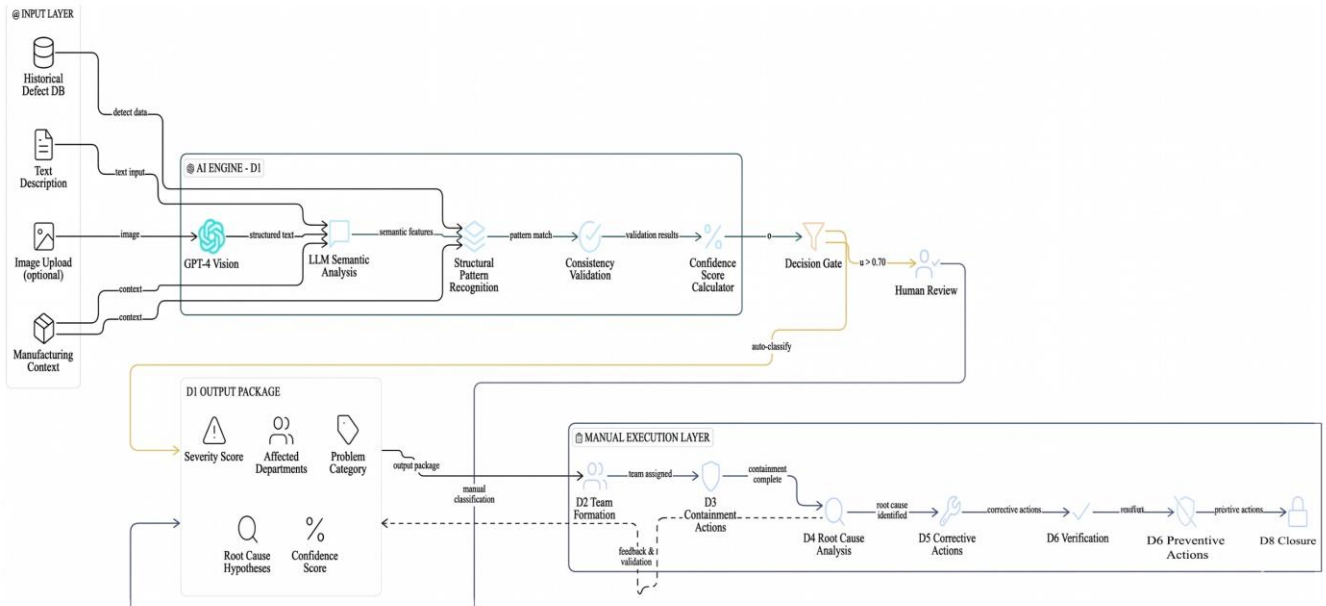 INPUT LAYER
Historical
Defect DB
detect data
Text
Description
text input
AI ENGINE - D1
Image Upload
(optional)
image
GPT-4 Vision
structured text
LLM Semantic
Analysis
semantic features
Structural
Pattern
Recognition
pattern match
Consistency
Validation
validation results
Confidence
Score
Calculator
o
Decision Gate
u > 0.70
Human Review
context
context
Manufacturing
Context
auto-classify
D1 OUTPUT PACKAGE
Severity Score
Affected
Departments
Problem
Category
output package
manual
classification
Root Cause
Hypotheses
Confidence
Score
feedback &
validation
MANUAL EXECUTION LAYER
D2 Team
Formation
team assigned
D3
Containment
Actions
containment
complete
D4 Root Cause
Analysis
root cause
identified
D5 Corrective
Actions
corrective actions
D6 Verification
D6 Preventive
Actions
D8 Closure